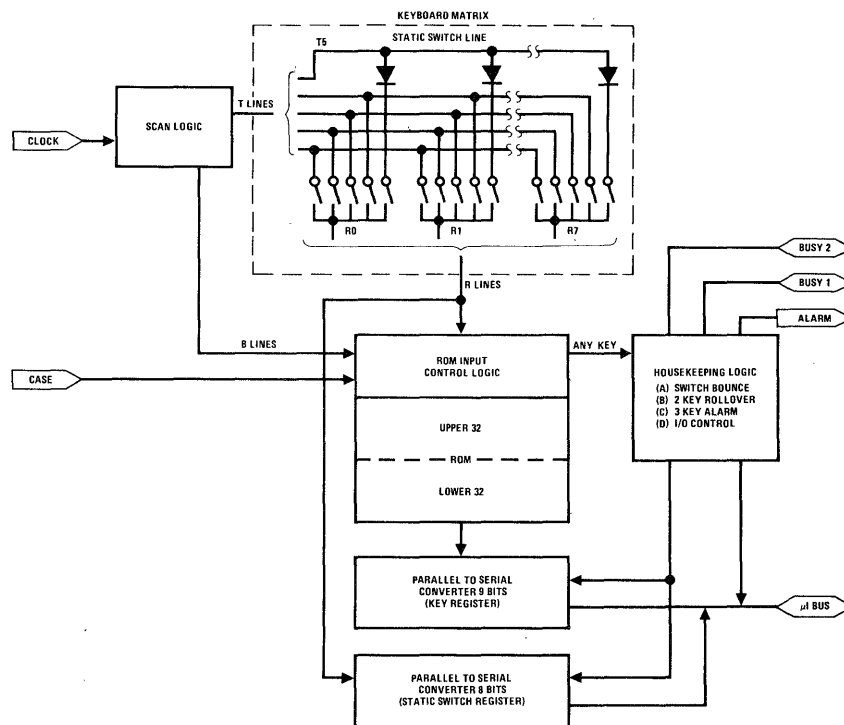 KEYBOARD MATRIX
STATIC SWITCH LINE
T5
T LINES
SCAN LOGIC
CLOCK
R0
R1
R7
R LINES
BUSY 2
BUSY 1
ALARM
B LINES
ANY KEY
ROM INPUT
CONTROL LOGIC
CASE
HOUSEKEEPING LOGIC
(A) SWITCH BOUNCE
(B) 2 KEY ROLLOVER
(C) 3 KEY ALARM
(D) I/O CONTROL
UPPER 32
ROM
LOWER 32
PARALLEL TO SERIAL
CONVERTER 9 BITS
(KEY REGISTER)
μI BUS
PARALLEL TO SERIAL
CONVERTER 8 BITS
(STATIC SWITCH REGISTER)